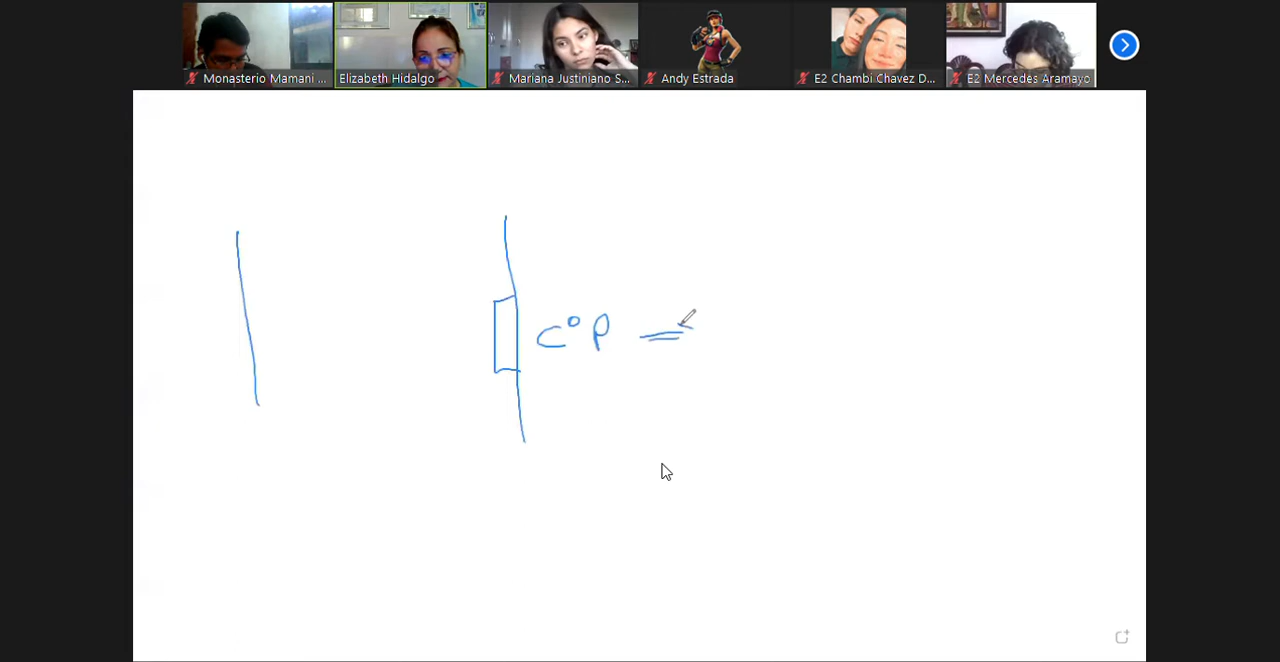 Monasterio Mamani ...
Elizabeth Hidalgo
Mariana Justiniano S...
Andy Estrada
E2 Chambi Chavez D...
E2 Mercedes Aramayo
C° P =